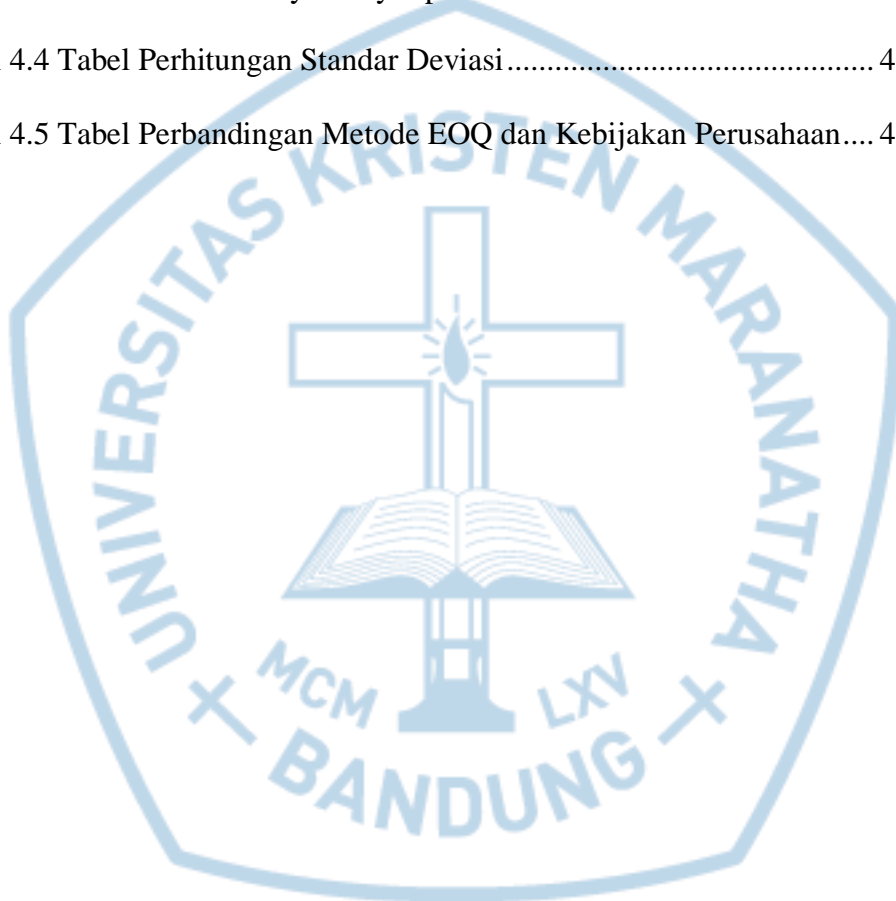 4.4 Tabel Perhitungan Standar Deviasi.............................................. 4
4.5 Tabel Perbandingan Metode EOQ dan Kebijakan Perusahaan.... 4
UNIVERSITAS KRISTEN MARANATHA
MCM LXV
BANDUNG